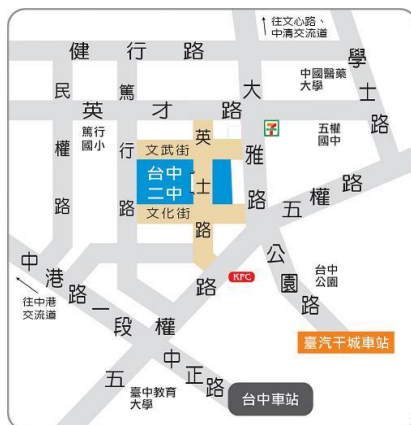 往文心路、
中清交流道
健行路
學士路
大雅路
中國醫藥
大學
民權路
英才路
篤行路
篤行
國小
7
五權
國中
英士路
文武街
台中
二中
文化街
五權路
公園路
台中
公園
KFC
中港路一段
往中港
交流道
中正路
臺汽干城車站
臺中教育
大學
台中車站